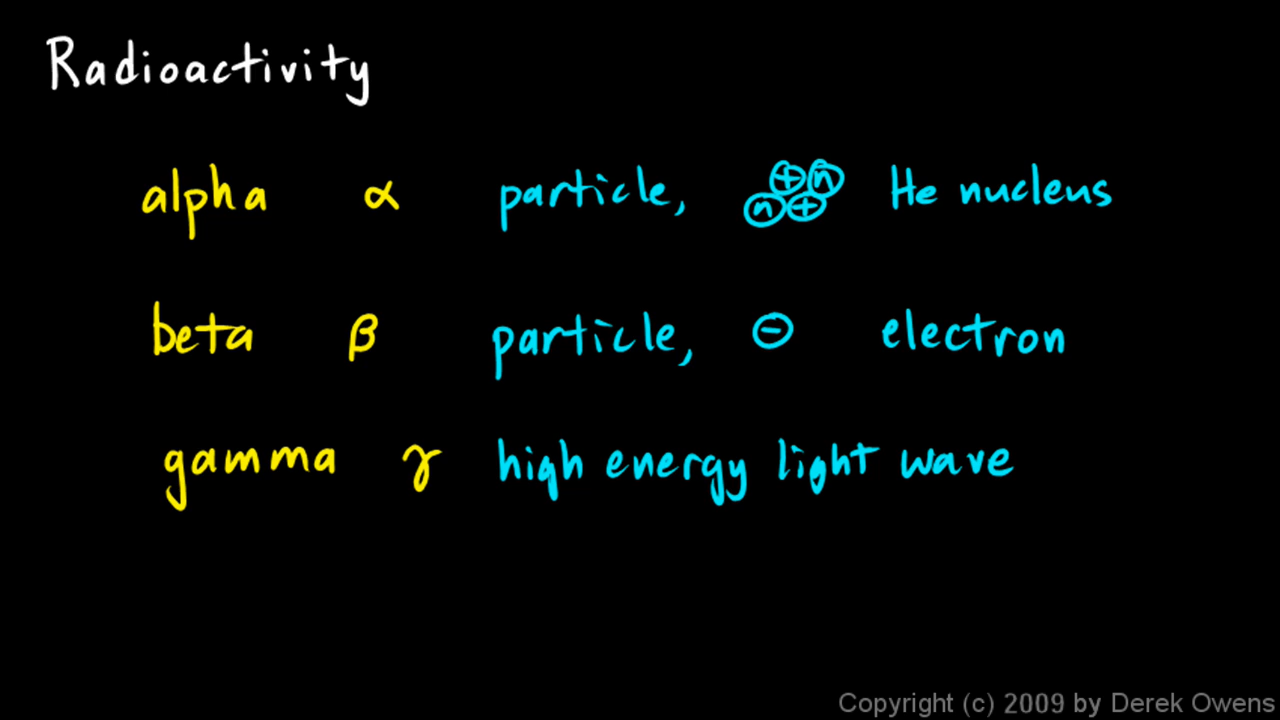 Radioactivity
alpha α particle, + n n + He nucleus
beta β particle, − electron
gamma γ high energy light wave
Copyright (c) 2009 by Derek Owens